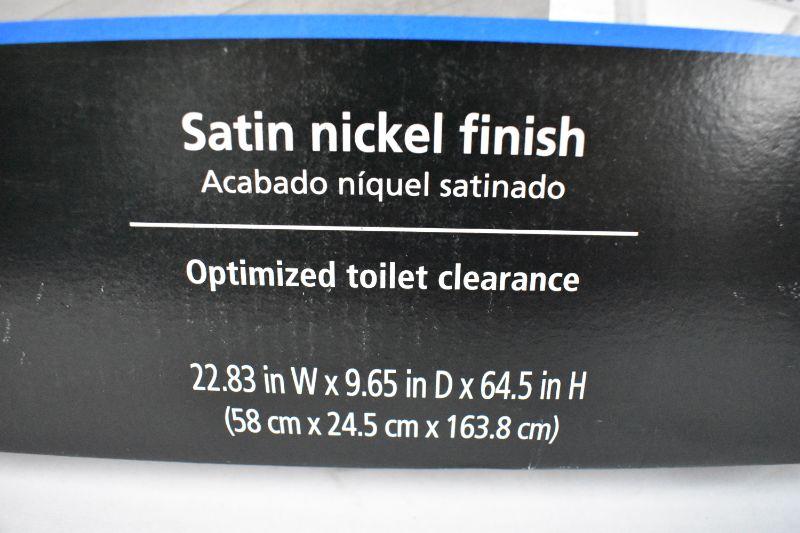 Satin nickel finish
Acabado níquel satinado
Optimized toilet clearance
22.83 in W x 9.65 in D x 64.5 in H
(58 cm x 24.5 cm x 163.8 cm)